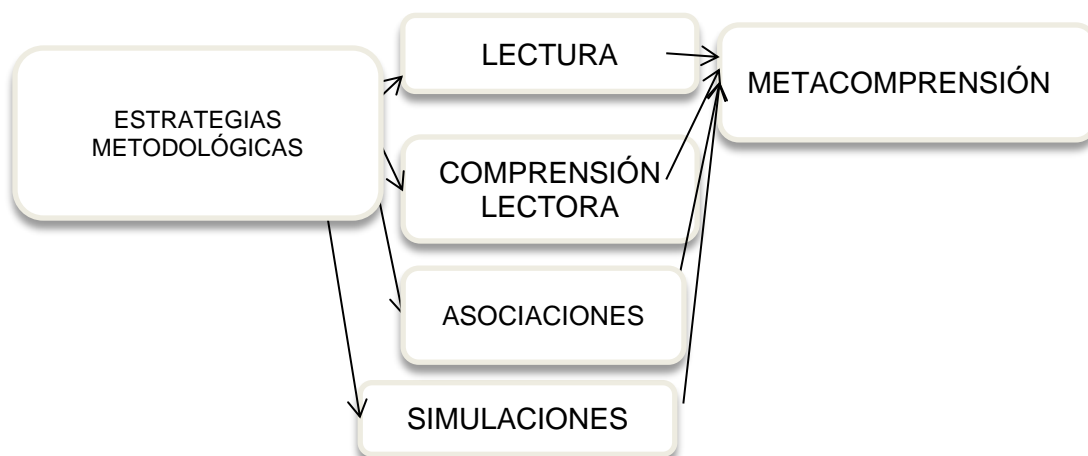 ESTRATEGIAS
METODOLÓGICAS
LECTURA
COMPRENSIÓN
LECTORA
ASOCIACIONES
SIMULACIONES
METACOMPRENSIÓN